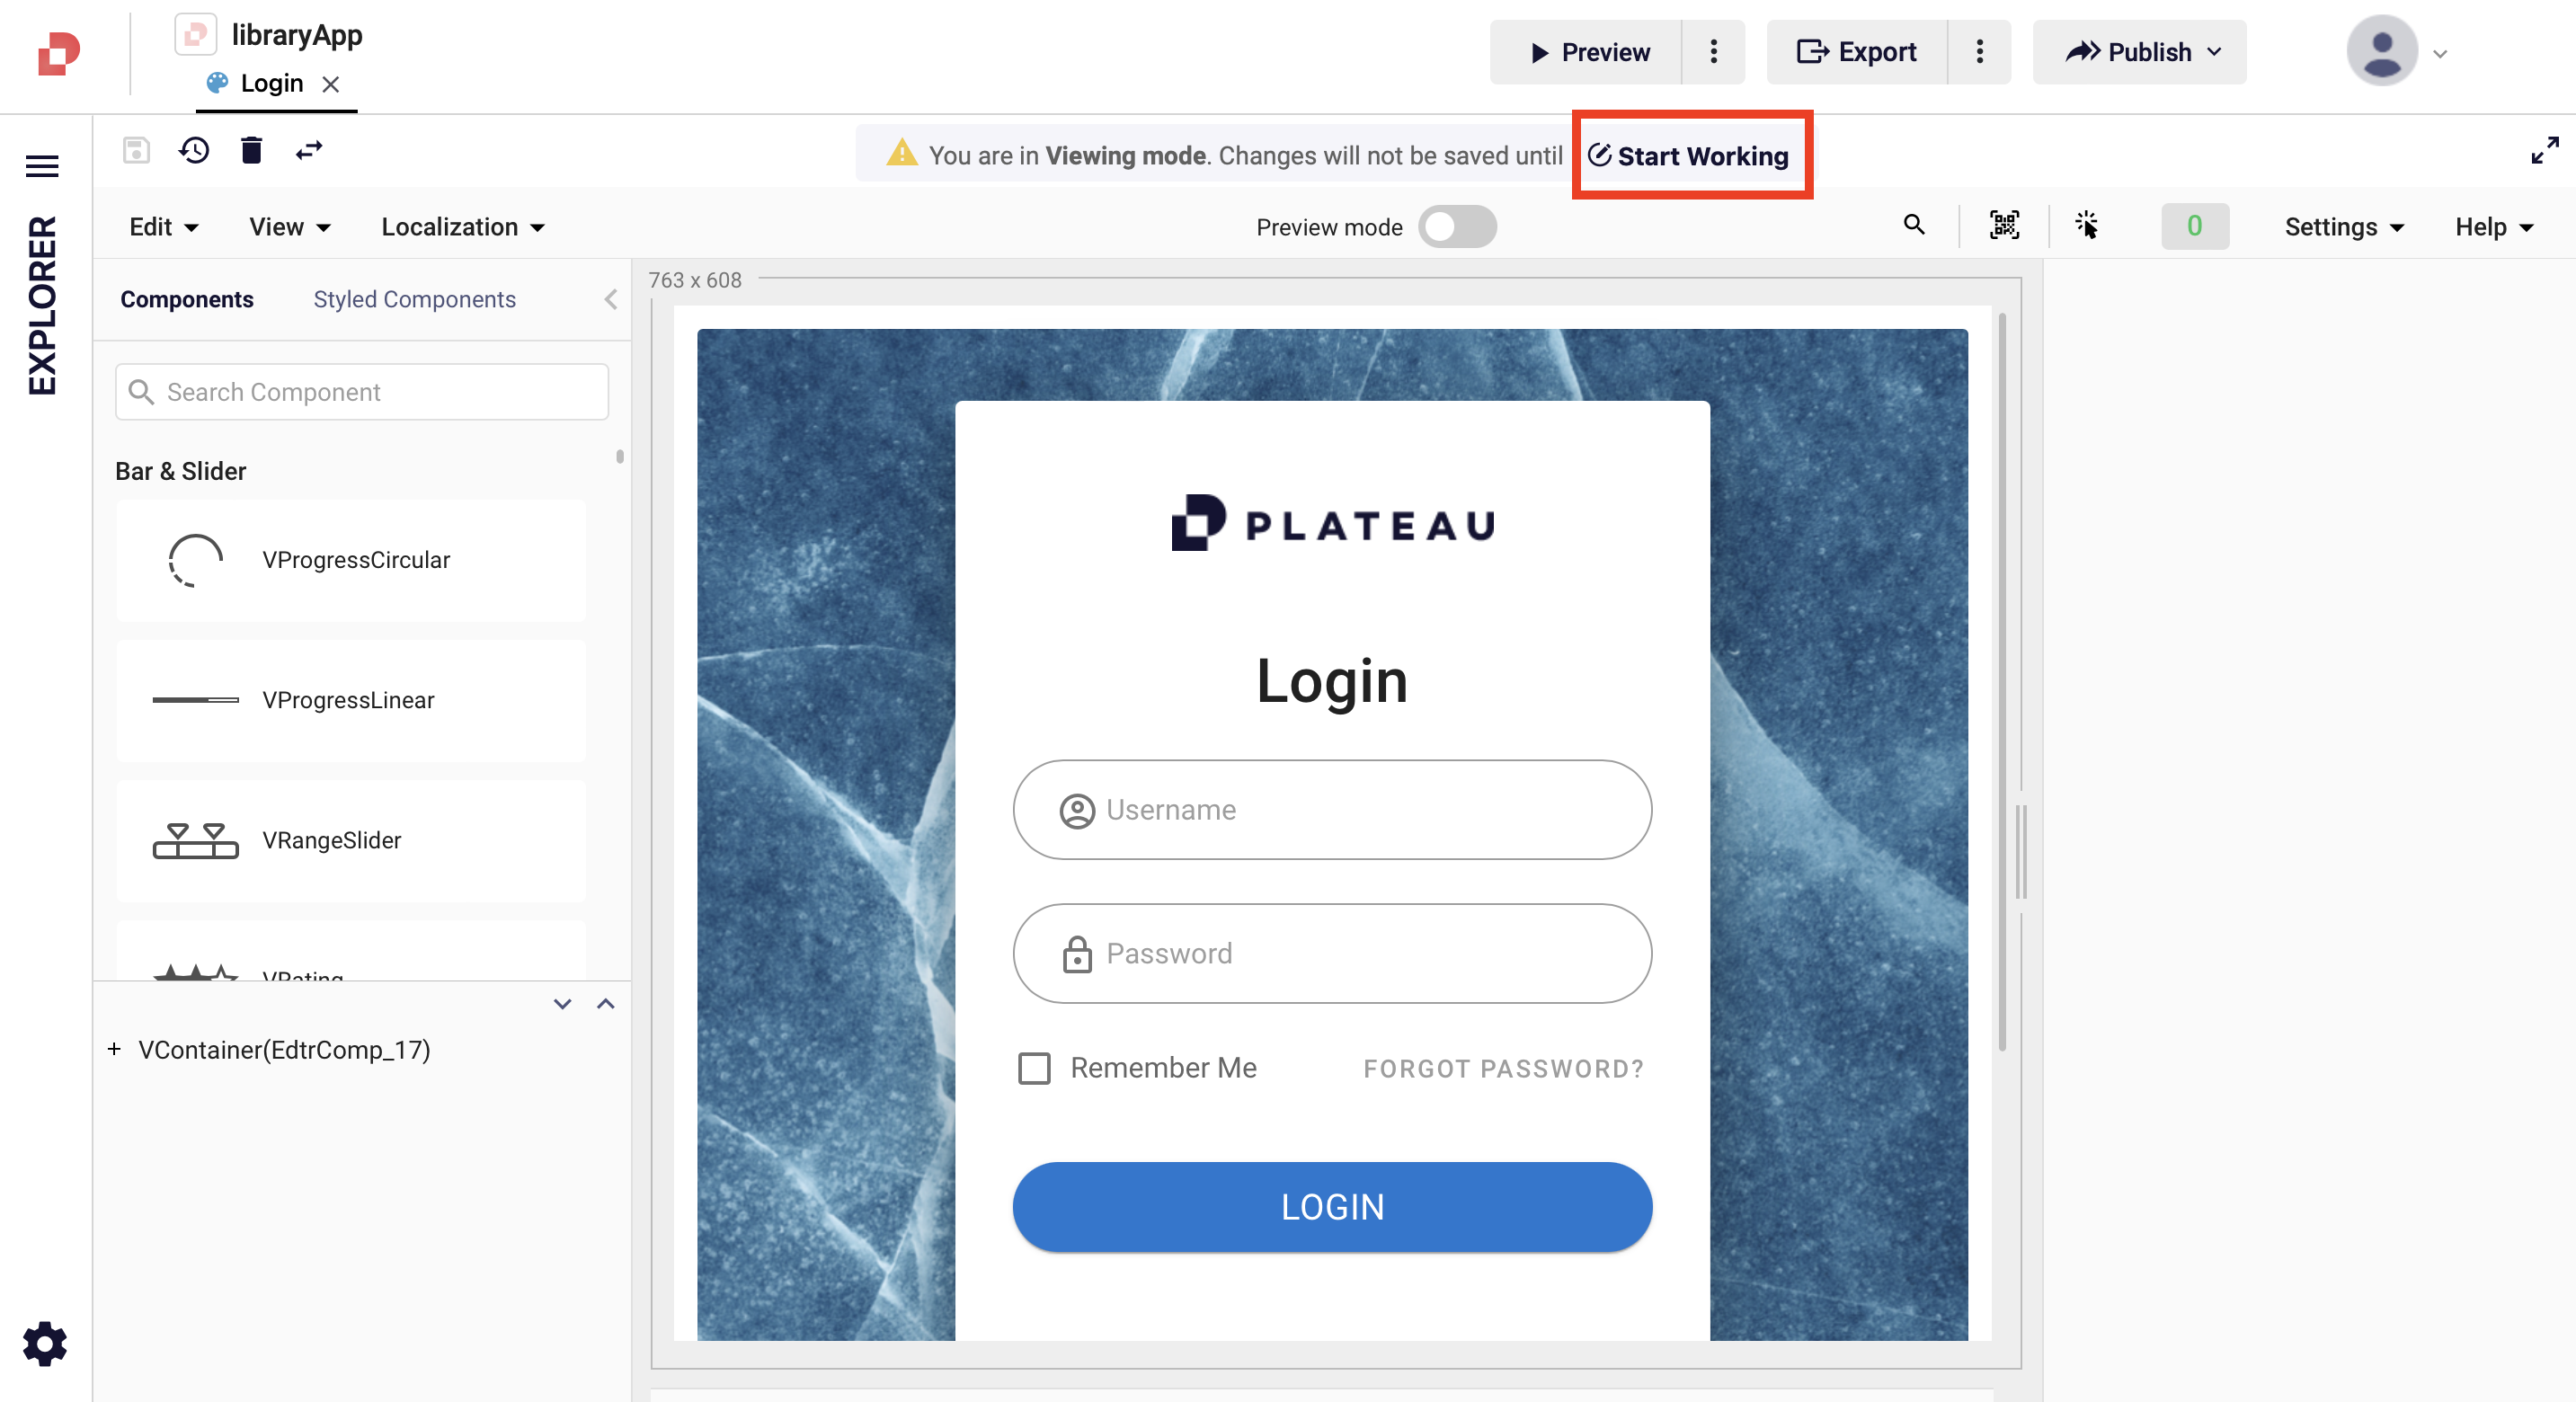 libraryApp
Login
Preview
Export
Publish
You are in Viewing mode. Changes will not be saved until Start Working
EXPLORER
Edit
View
Localization
Preview mode
0
Settings
Help
Components
Styled Components
763 x 608
Search Component
Bar & Slider
VProgressCircular
VProgressLinear
VRangeSlider
VRating
VContainer(EdtrComp_17)
PLATEAU
Login
Username
Password
Remember Me
FORGOT PASSWORD?
LOGIN